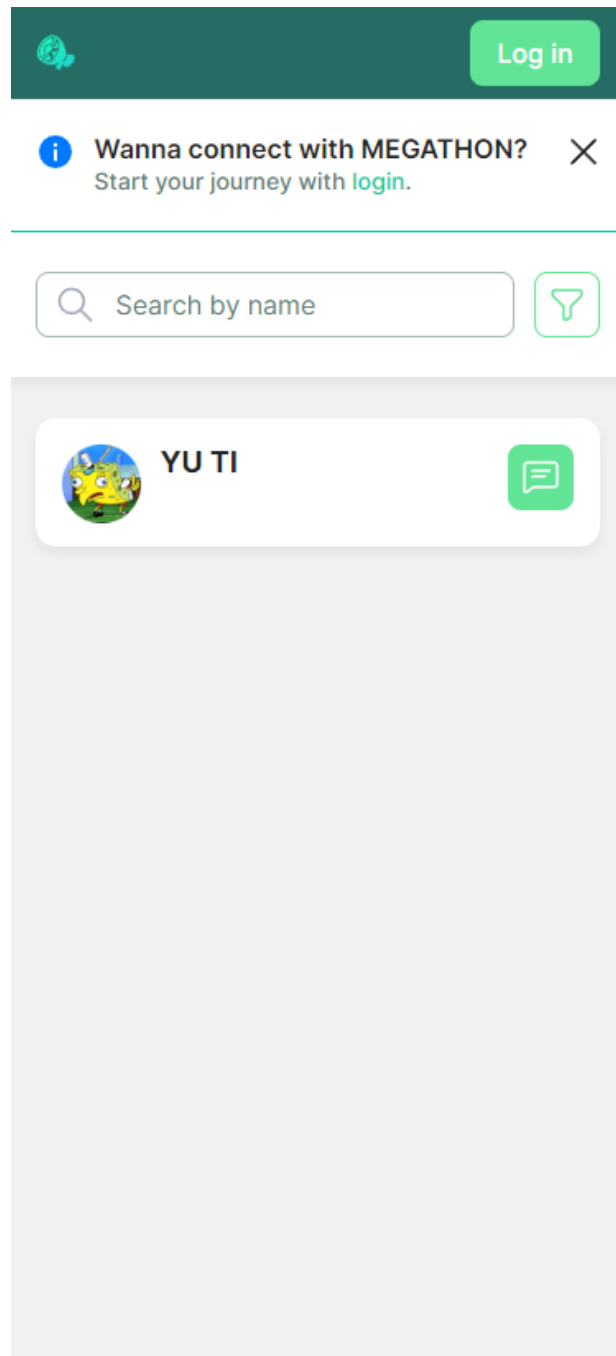 Log in
Wanna connect with MEGATHON?
Start your journey with login.
Search by name
YU TI